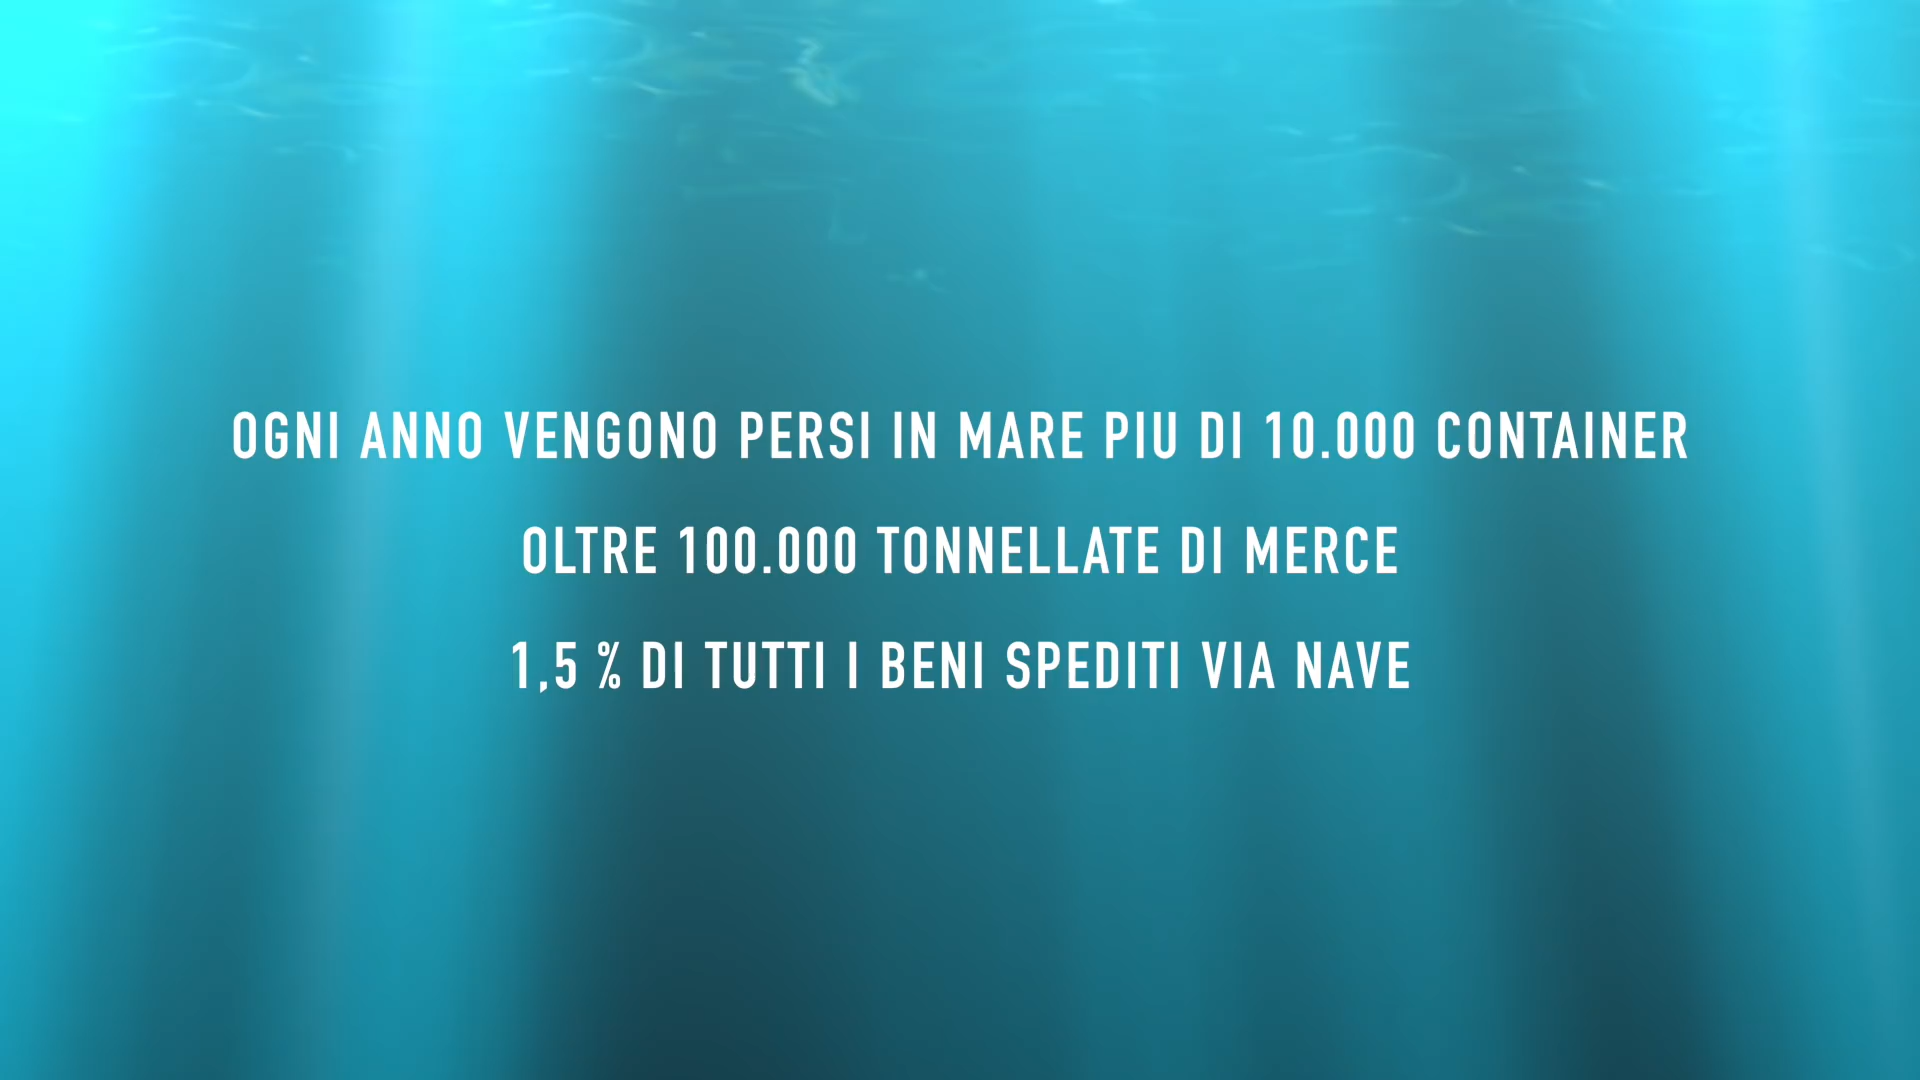 OGNI ANNO VENGONO PERSI IN MARE PIU DI 10.000 CONTAINER
OLTRE 100.000 TONNELLATE DI MERCE
1,5 % DI TUTTI I BENI SPEDITI VIA NAVE